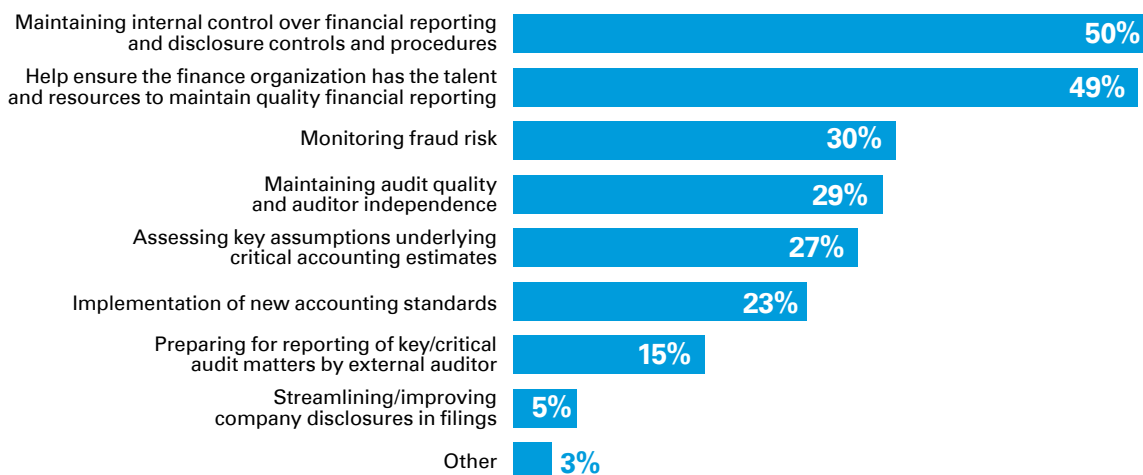 Maintaining internal control over financial reporting
and disclosure controls and procedures
50%
Help ensure the finance organization has the talent
and resources to maintain quality financial reporting
49%
Monitoring fraud risk
30%
Maintaining audit quality
and auditor independence
29%
Assessing key assumptions underlying
critical accounting estimates
27%
Implementation of new accounting standards
23%
Preparing for reporting of key/critical
audit matters by external auditor
15%
Streamlining/improving
company disclosures in filings
5%
Other
3%